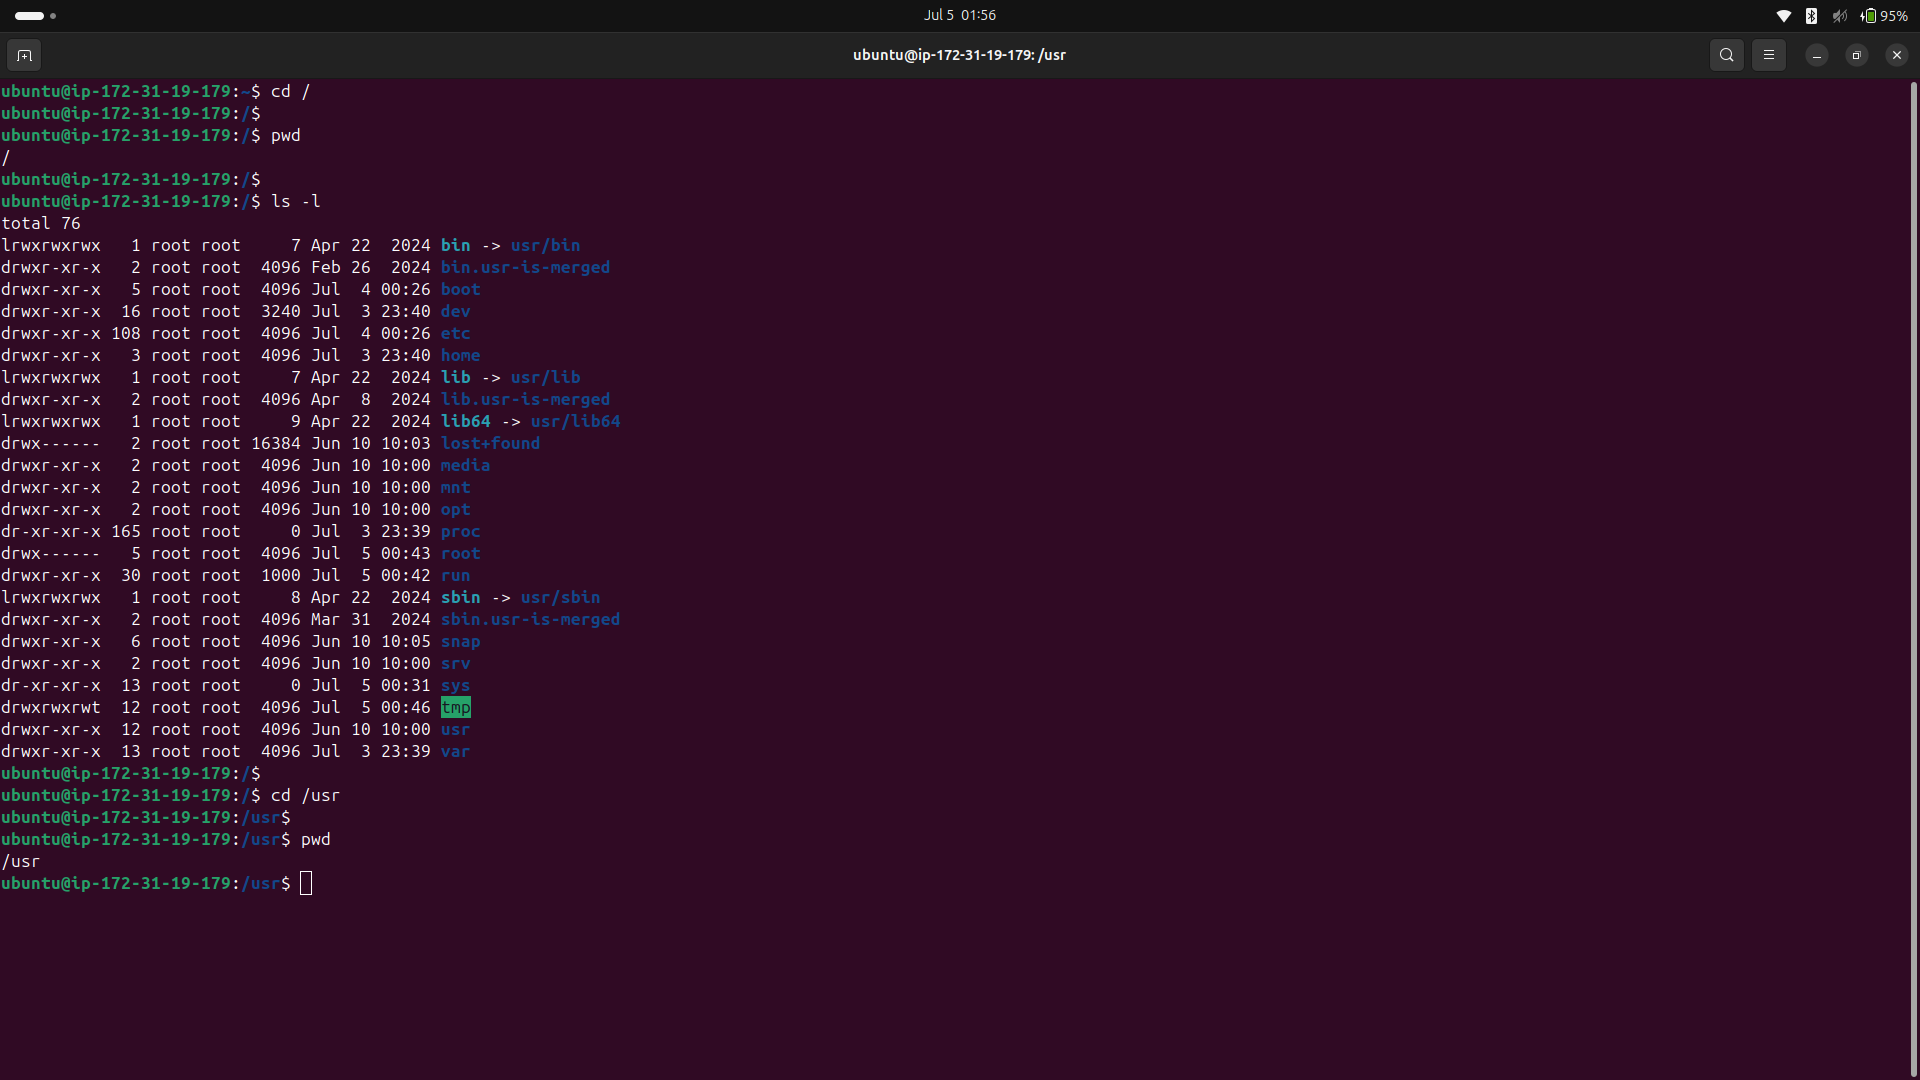 Jul 5 01:56
95%
ubuntu@ip-172-31-19-179: /usr
ubuntu@ip-172-31-19-179:~$ cd /
ubuntu@ip-172-31-19-179:/$
ubuntu@ip-172-31-19-179:/$ pwd
/
ubuntu@ip-172-31-19-179:/$
ubuntu@ip-172-31-19-179:/$ ls -l
total 76
lrwxrwxrwx   1 root root     7 Apr 22  2024 bin -> usr/bin
drwxr-xr-x   2 root root  4096 Feb 26  2024 bin.usr-is-merged
drwxr-xr-x   5 root root  4096 Jul  4 00:26 boot
drwxr-xr-x  16 root root  3240 Jul  3 23:40 dev
drwxr-xr-x 108 root root  4096 Jul  4 00:26 etc
drwxr-xr-x   3 root root  4096 Jul  3 23:40 home
lrwxrwxrwx   1 root root     7 Apr 22  2024 lib -> usr/lib
drwxr-xr-x   2 root root  4096 Apr  8  2024 lib.usr-is-merged
lrwxrwxrwx   1 root root     9 Apr 22  2024 lib64 -> usr/lib64
drwx------   2 root root 16384 Jun 10 10:03 lost+found
drwxr-xr-x   2 root root  4096 Jun 10 10:00 media
drwxr-xr-x   2 root root  4096 Jun 10 10:00 mnt
drwxr-xr-x   2 root root  4096 Jun 10 10:00 opt
dr-xr-xr-x 165 root root     0 Jul  3 23:39 proc
drwx------   5 root root  4096 Jul  5 00:43 root
drwxr-xr-x  30 root root  1000 Jul  5 00:42 run
lrwxrwxrwx   1 root root     8 Apr 22  2024 sbin -> usr/sbin
drwxr-xr-x   2 root root  4096 Mar 31  2024 sbin.usr-is-merged
drwxr-xr-x   6 root root  4096 Jun 10 10:05 snap
drwxr-xr-x   2 root root  4096 Jun 10 10:00 srv
dr-xr-xr-x  13 root root     0 Jul  5 00:31 sys
drwxrwxrwt  12 root root  4096 Jul  5 00:46 tmp
drwxr-xr-x  12 root root  4096 Jun 10 10:00 usr
drwxr-xr-x  13 root root  4096 Jul  3 23:39 var
ubuntu@ip-172-31-19-179:/$
ubuntu@ip-172-31-19-179:/$ cd /usr
ubuntu@ip-172-31-19-179:/usr$
ubuntu@ip-172-31-19-179:/usr$ pwd
/usr
ubuntu@ip-172-31-19-179:/usr$